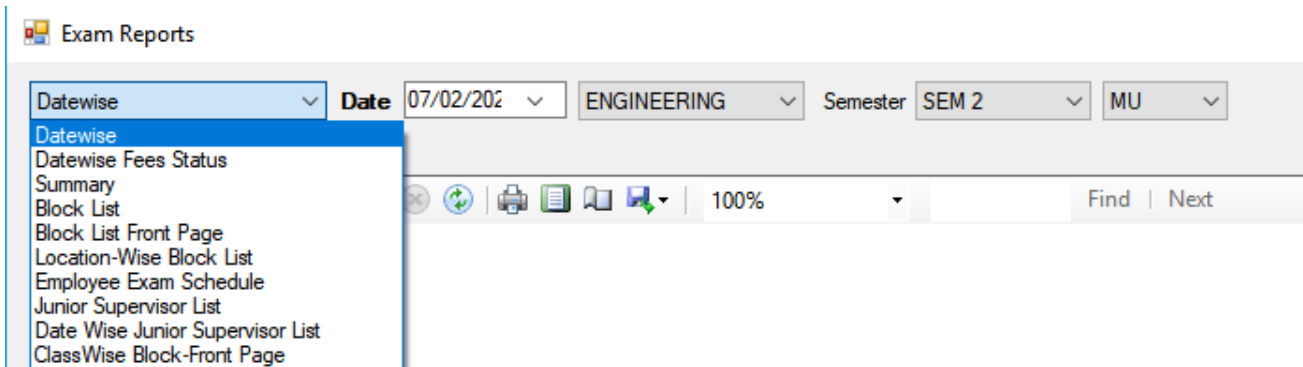 Exam Reports
Datewise Date 07/02/202 ENGINEERING Semester SEM 2 MU
Datewise
Datewise Fees Status
Summary
Block List
Block List Front Page
Location-Wise Block List
Employee Exam Schedule
Junior Supervisor List
Date Wise Junior Supervisor List
ClassWise Block-Front Page
100% Find | Next